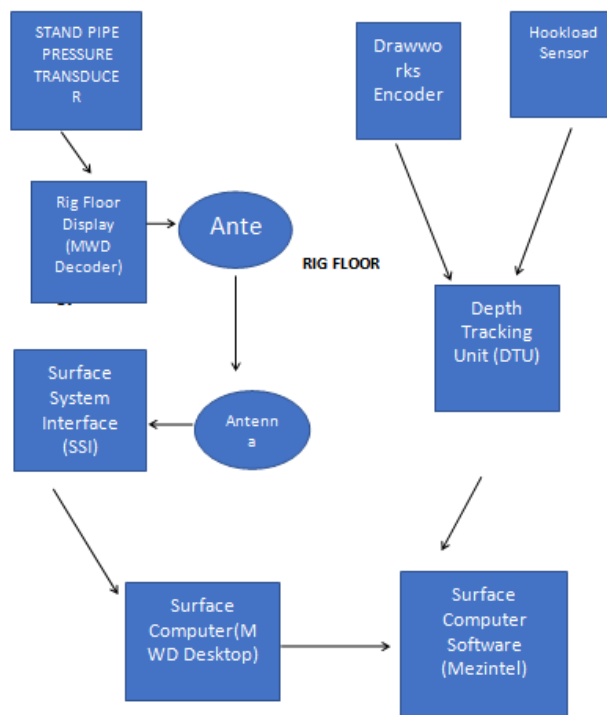 STAND PIPE
PRESSURE
TRANSDUCE
R
Drawwo
rks
Encoder
Hookload
Sensor
Rig Floor
Display
(MWD
Decoder)
Ante
RIG FLOOR
Depth
Tracking
Unit (DTU)
Surface
System
Interface
(SSI)
Antenn
a
Surface
Computer(M
WD Desktop)
Surface
Computer
Software
(Mezintel)